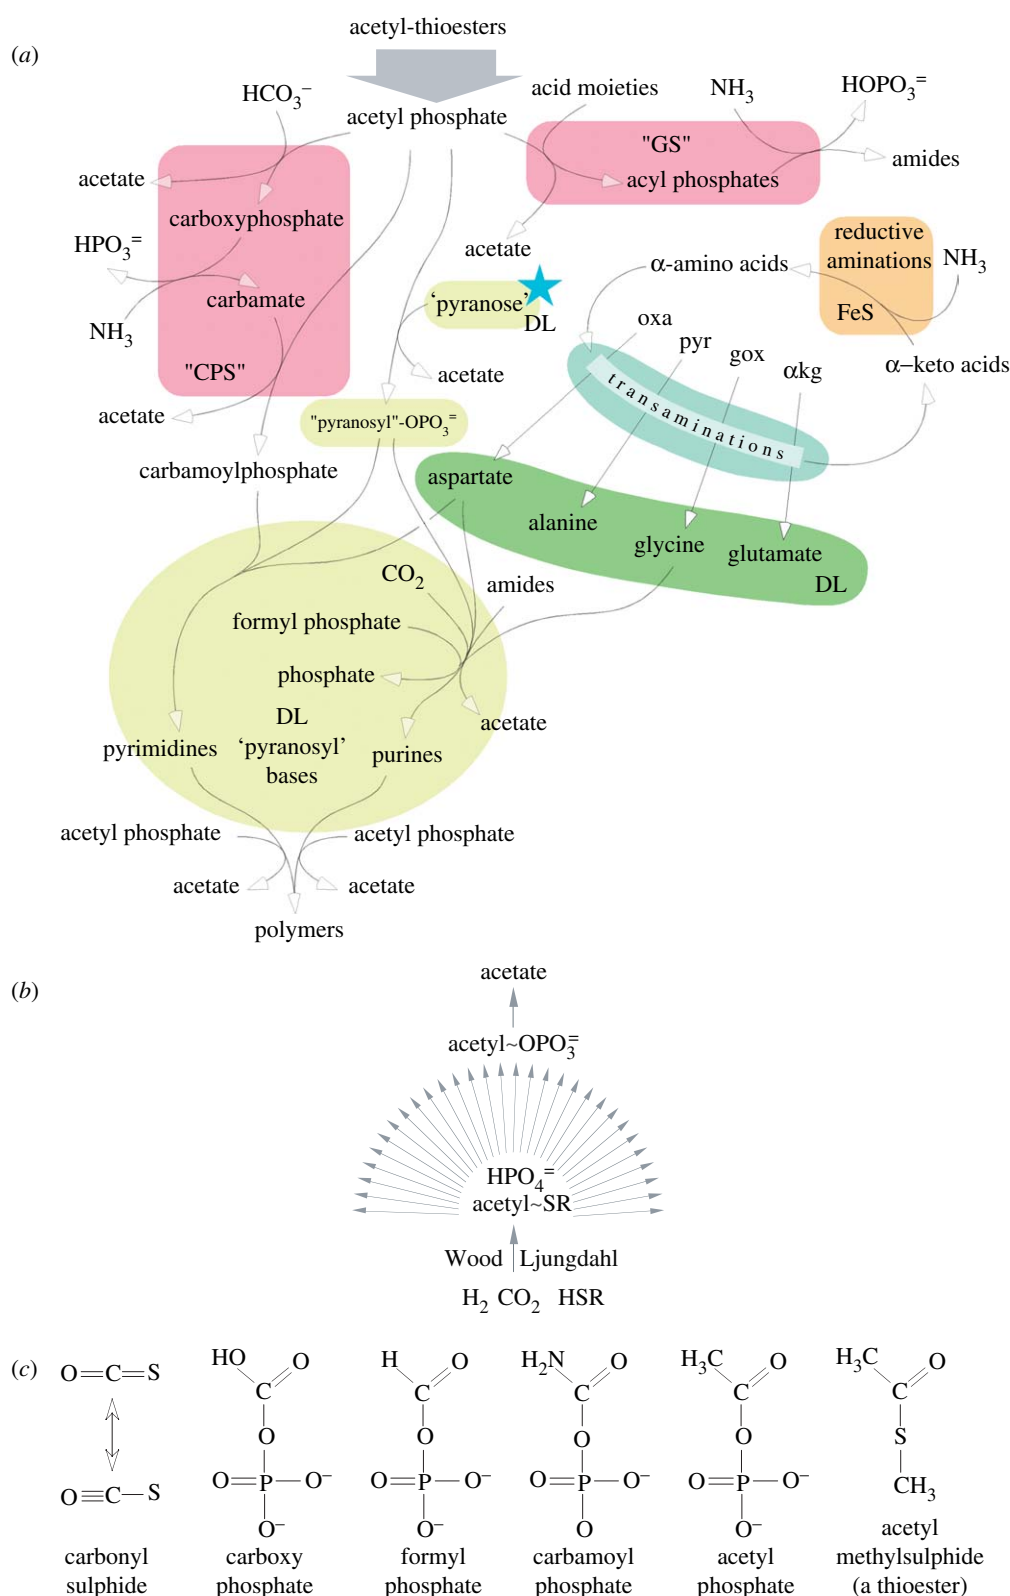 (a)
acetyl-thioesters
HCO₃⁻
acetyl phosphate
acid moieties
NH₃
HOPO₃⁼
"GS"
acetate
acyl phosphates
amides
carboxyphosphate
HPO₃⁼
acetate
α-amino acids
reductive
aminations
NH₃
FeS
carbamate
'pyranose'
DL
NH₃
oxa
pyr
gox
αkg
α–keto acids
"CPS"
acetate
acetate
transaminations
"pyranosyl"-OPO₃⁼
carbamoylphosphate
aspartate
alanine
glycine
glutamate
DL
CO₂
amides
formyl phosphate
phosphate
acetate
DL
'pyranosyl'
bases
pyrimidines
purines
acetyl phosphate
acetyl phosphate
acetate
acetate
polymers
(b)
acetate
acetyl~OPO₃⁼
HPO₄⁼
acetyl~SR
Wood Ljungdahl
H₂ CO₂ HSR
(c)
O=C=S
O≡C–S
carbonyl
sulphide
HO O
C
O
O=P–O⁻
O⁻
carboxy
phosphate
H O
C
O
O=P–O⁻
O⁻
formyl
phosphate
H₂N O
C
O
O=P–O⁻
O
carbamoyl
phosphate
H₃C O
C
O
O=P–O⁻
O⁻
acetyl
phosphate
H₃C O
C
S
CH₃
acetyl
methylsulphide
(a thioester)